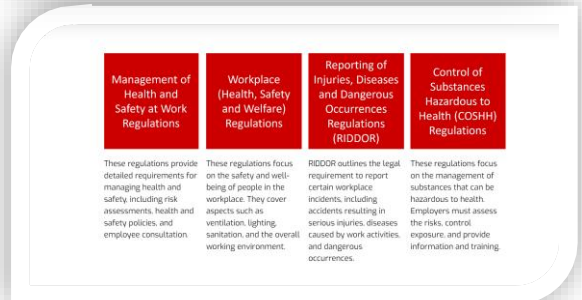 Management of
Health and
Safety at Work
Regulations
These regulations provide
detailed requirements for
managing health and
safety, including risk
assessments, health and
safety policies, and
employee consultation.
Workplace
(Health, Safety
and Welfare)
Regulations
These regulations focus
on the safety and well-
being of people in the
workplace. They cover
aspects such as
ventilation, lighting,
sanitation, and the overall
working environment.
Reporting of
Injuries, Diseases
and Dangerous
Occurrences
Regulations
(RIDDOR)
RIDDOR outlines the legal
requirement to report
certain workplace
incidents, including
accidents resulting in
serious injuries, diseases
caused by work activities,
and dangerous
occurrences.
Control of
Substances
Hazardous to
Health (COSHH)
Regulations
These regulations focus
on the management of
substances that can be
hazardous to health.
Employers must assess
the risks, control
exposure, and provide
information and training.